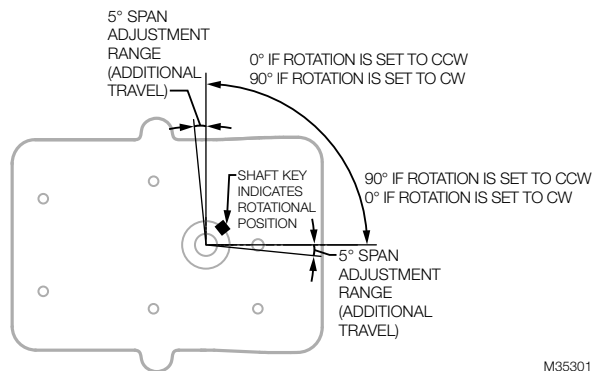 5° SPAN
ADJUSTMENT
RANGE
(ADDITIONAL
TRAVEL)
0° IF ROTATION IS SET TO CCW
90° IF ROTATION IS SET TO CW
SHAFT KEY
INDICATES
ROTATIONAL
POSITION
90° IF ROTATION IS SET TO CCW
0° IF ROTATION IS SET TO CW
5° SPAN
ADJUSTMENT
RANGE
(ADDITIONAL
TRAVEL)
M35301